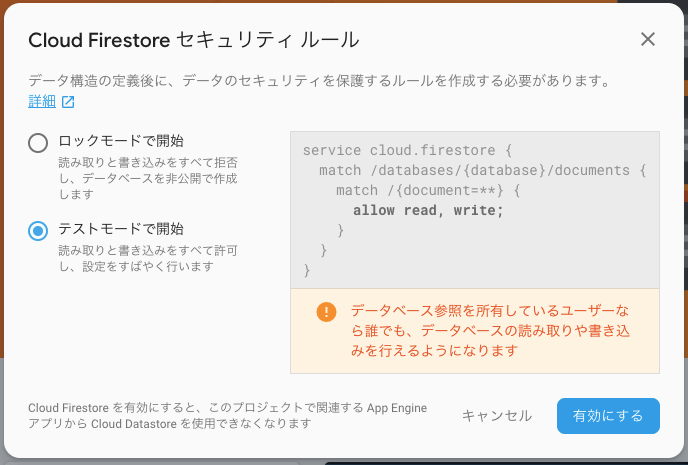 Cloud Firestore セキュリティ ルール
データ構造の定義後に、データのセキュリティを保護するルールを作成する必要があります。
詳細
ロックモードで開始
読み取りと書き込みをすべて拒否
し、データベースを非公開で作成
します
テストモードで開始
読み取りと書き込みをすべて許可
し、設定をすばやく行います
service cloud.firestore {
  match /databases/{database}/documents {
    match /{document=**} {
      allow read, write;
    }
  }
}
データベース参照を所有しているユーザーな
ら誰でも、データベースの読み取りや書き込
みを行えるようになります
Cloud Firestore を有効にすると、このプロジェクトで関連する App Engine
アプリから Cloud Datastore を使用できなくなります
キャンセル
有効にする